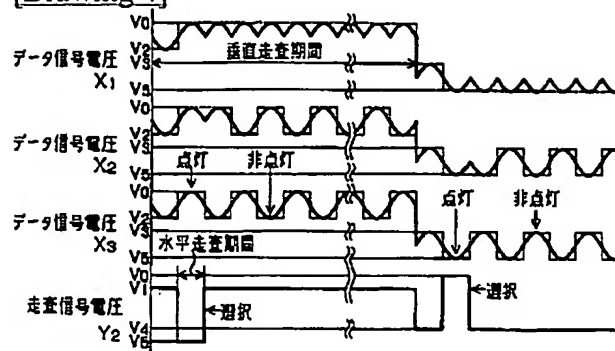 [Drawing
V0
V2
データ信号電圧 V3
X1
V5
垂直走査期間
V0
V2
データ信号電圧 V3
X2
V5
点灯 非点灯
V0
V2
データ信号電圧 V3
X3
V5
点灯 非点灯
水平走査期間
V0
V1
走査信号電圧
Y2
V4
V5
選択
選択